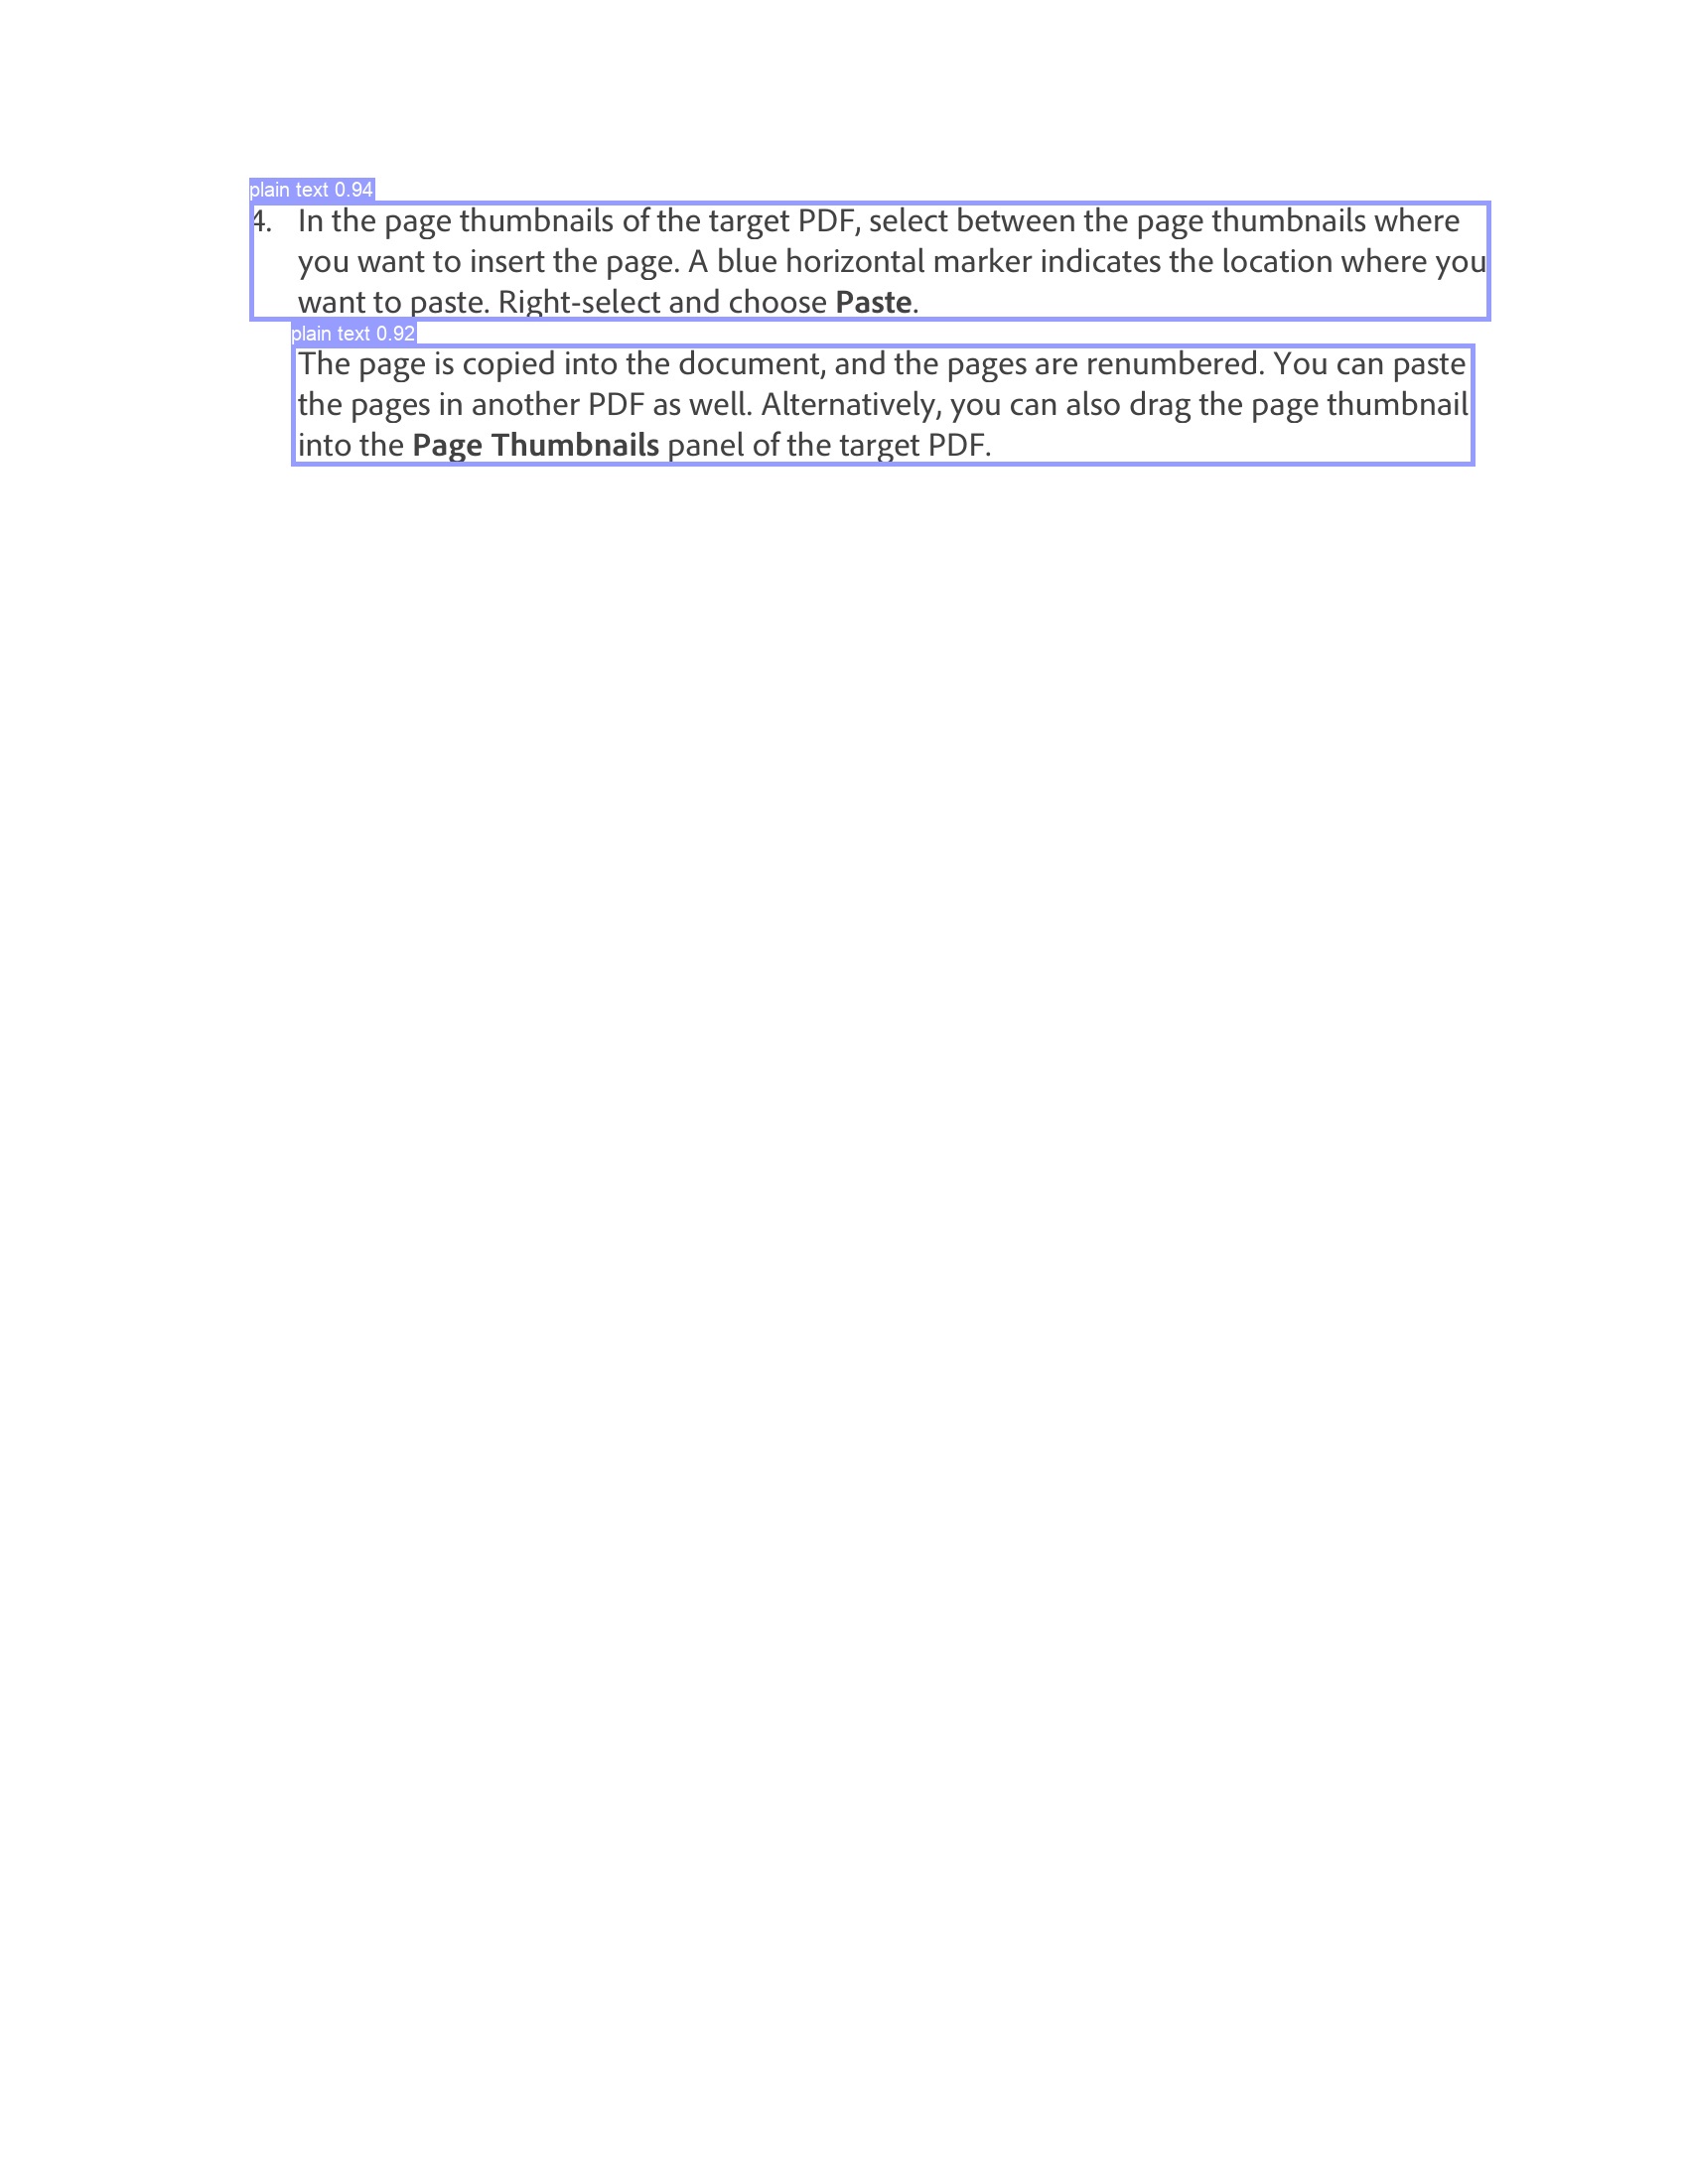 plain text 0.94
4. In the page thumbnails of the target PDF, select between the page thumbnails where
you want to insert the page. A blue horizontal marker indicates the location where you
want to paste. Right-select and choose Paste.
plain text 0.92
The page is copied into the document, and the pages are renumbered. You can paste
the pages in another PDF as well. Alternatively, you can also drag the page thumbnail
into the Page Thumbnails panel of the target PDF.